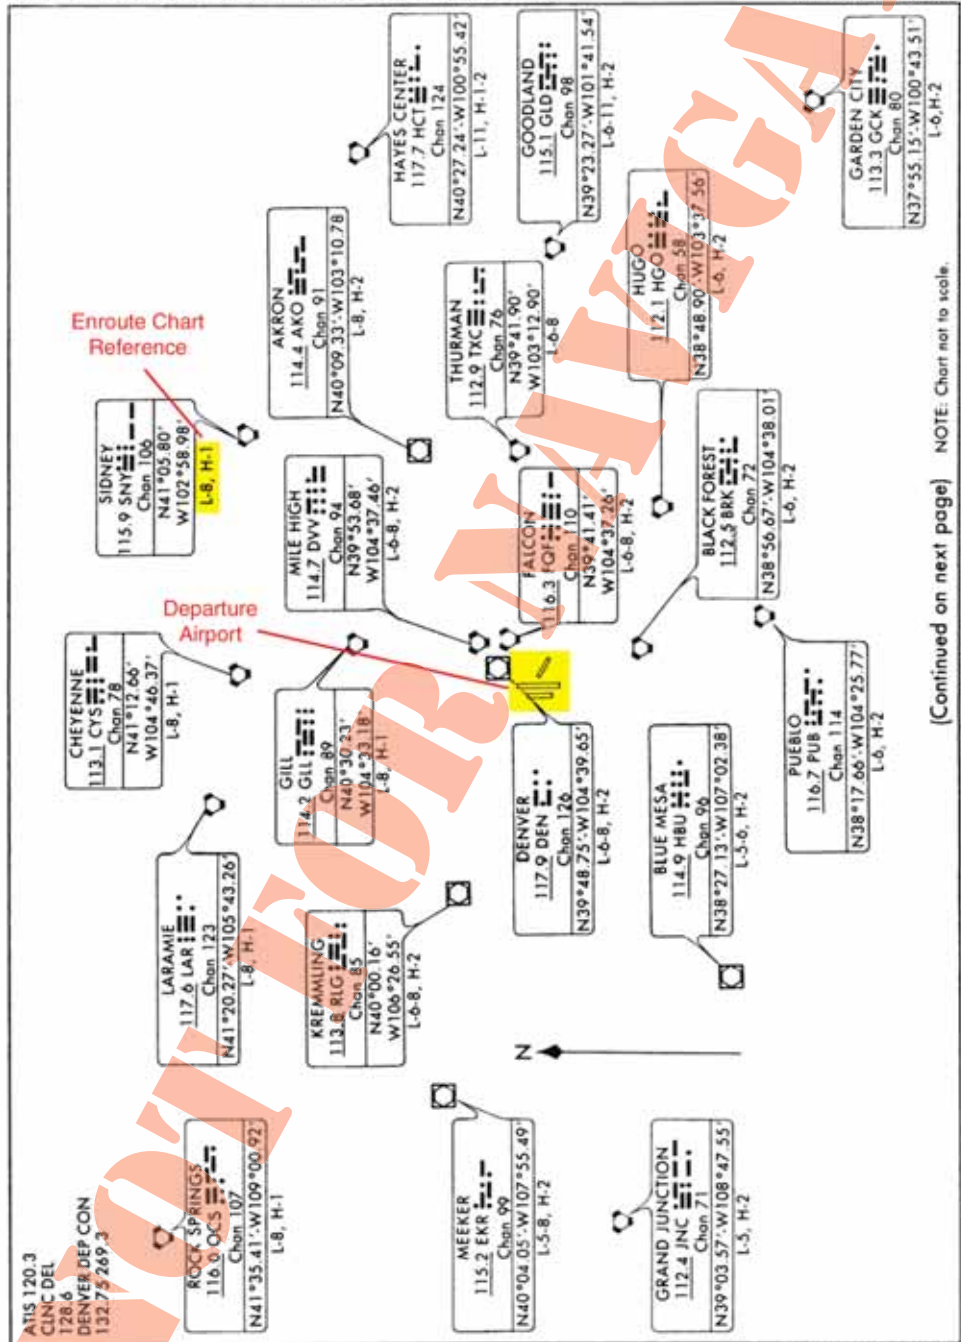 ATIS 120.3
CLNC DEL
128.6
DENVER DEP CON
132.75 269.3
ROCK SPRINGS
116.0 OCS
Chan 107
N41°35.41'-W109°00.92'
L-8, H-1
LARAMIE
117.6 LAR
Chan 123
N41°20.27'-W105°43.26'
L-8, H-1
CHEYENNE
113.1 CYS
Chan 78
N41°12.66'
W104°46.37'
L-8, H-1
SIDNEY
115.9 SNY
Chan 106
N41°05.80'
W102°58.98'
L-8, H-1
Enroute Chart
Reference
GILL
114.2 GLL
Chan 89
N40°30.23'
W104°33.18'
L-8, H-1
KREMMLING
113.8 RLG
Chan 85
N40°00.16'
W106°26.55'
L-6-8, H-2
MILE HIGH
114.7 DVV
Chan 94
N39°53.68'
W104°37.46'
L-6-8, H-2
AKRON
114.4 AKO
Chan 91
N40°09.33'-W103°10.78
L-8, H-2
HAYES CENTER
117.7 HCT
Chan 124
N40°27.24'-W100°55.42'
L-11, H-1-2
Departure
Airport
MEEKER
115.2 EKR
Chan 99
N40°04.05'-W107°55.49'
L-5-8, H-2
DENVER
117.9 DEN
Chan 126
N39°48.75'-W104°39.65'
L-6-8, H-2
FALCON
116.3 FQF
Chan 110
N39°41.41'
W104°37.26'
L-6-8, H-2
THURMAN
112.9 TXC
Chan 76
N39°41.90'
W103°12.90'
L-6-8
GOODLAND
115.1 GLD
Chan 98
N39°23.27'-W101°41.54'
L-6-11, H-2
GRAND JUNCTION
112.4 JNC
Chan 71
N39°03.57'-W108°47.55'
L-5, H-2
BLUE MESA
114.9 HBU
Chan 96
N38°27.13'-W107°02.38'
L-5-6, H-2
BLACK FOREST
112.5 BRK
Chan 72
N38°56.67'-W104°38.01'
L-6, H-2
HUGO
112.1 HGO
Chan 58
N38°48.90'-W103°37.56'
L-6, H-2
PUEBLO
116.7 PUB
Chan 114
N38°17.66'-W104°25.77'
L-6, H-2
GARDEN CITY
113.3 GCK
Chan 80
N37°55.15'-W100°43.51'
L-6,H-2
N
(Continued on next page)
NOTE: Chart not to scale.
NOT FOR NAVIGA